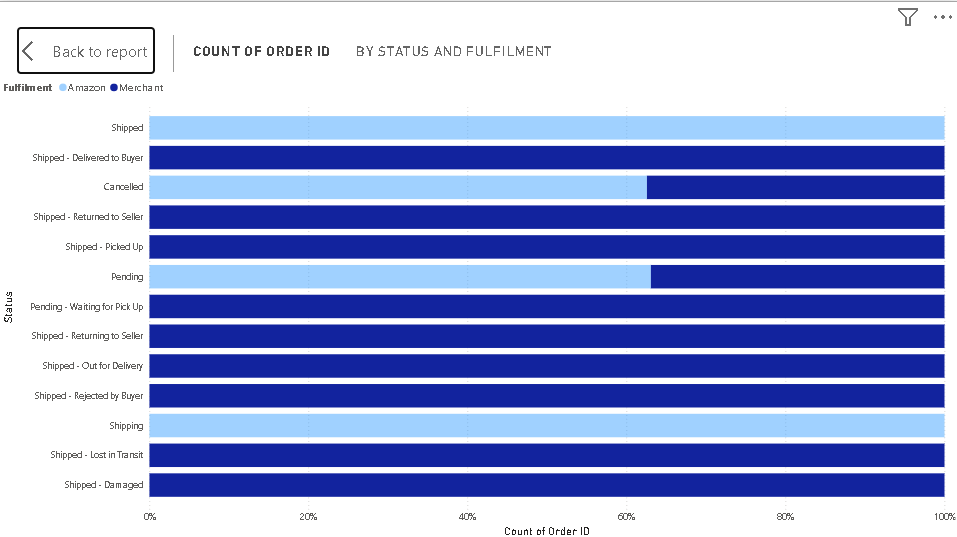 Back to report
COUNT OF ORDER ID BY STATUS AND FULFILMENT
Fulfilment Amazon Merchant
Shipped
Shipped - Delivered to Buyer
Cancelled
Shipped - Returned to Seller
Shipped - Picked Up
Pending
Pending - Waiting for Pick Up
Shipped - Returning to Seller
Shipped - Out for Delivery
Shipped - Rejected by Buyer
Shipping
Shipped - Lost in Transit
Shipped - Damaged
Status
0% 20% 40% 60% 80% 100%
Count of Order ID